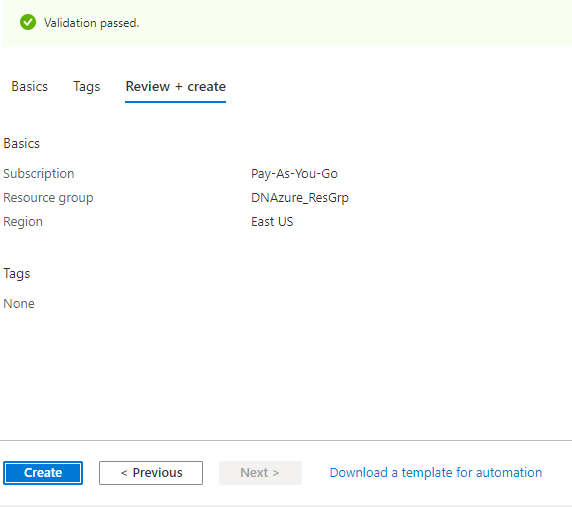 Validation passed.
Basics Tags Review + create
Basics
Subscription Pay-As-You-Go
Resource group DNAzure_ResGrp
Region East US
Tags
None
Create < Previous Next > Download a template for automation